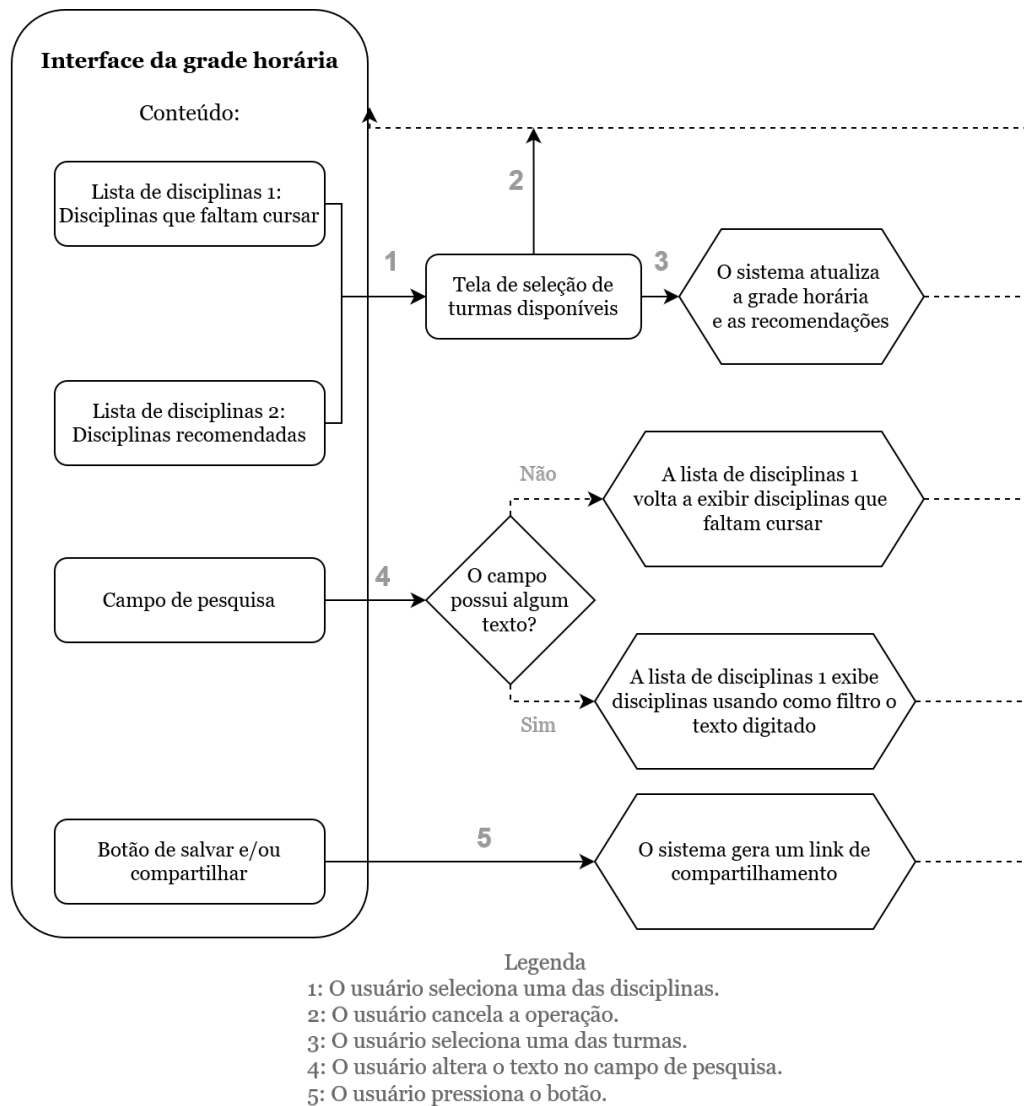 Interface da grade horária
Conteúdo:
Lista de disciplinas 1:
Disciplinas que faltam cursar
1
2
Tela de seleção de
turmas disponíveis
3
O sistema atualiza
a grade horária
e as recomendações
Lista de disciplinas 2:
Disciplinas recomendadas
Não
A lista de disciplinas 1
volta a exibir disciplinas que
faltam cursar
Campo de pesquisa
4
O campo
possui algum
texto?
Sim
A lista de disciplinas 1 exibe
disciplinas usando como filtro o
texto digitado
Botão de salvar e/ou
compartilhar
5
O sistema gera um link de
compartilhamento
Legenda
1: O usuário seleciona uma das disciplinas.
2: O usuário cancela a operação.
3: O usuário seleciona uma das turmas.
4: O usuário altera o texto no campo de pesquisa.
5: O usuário pressiona o botão.